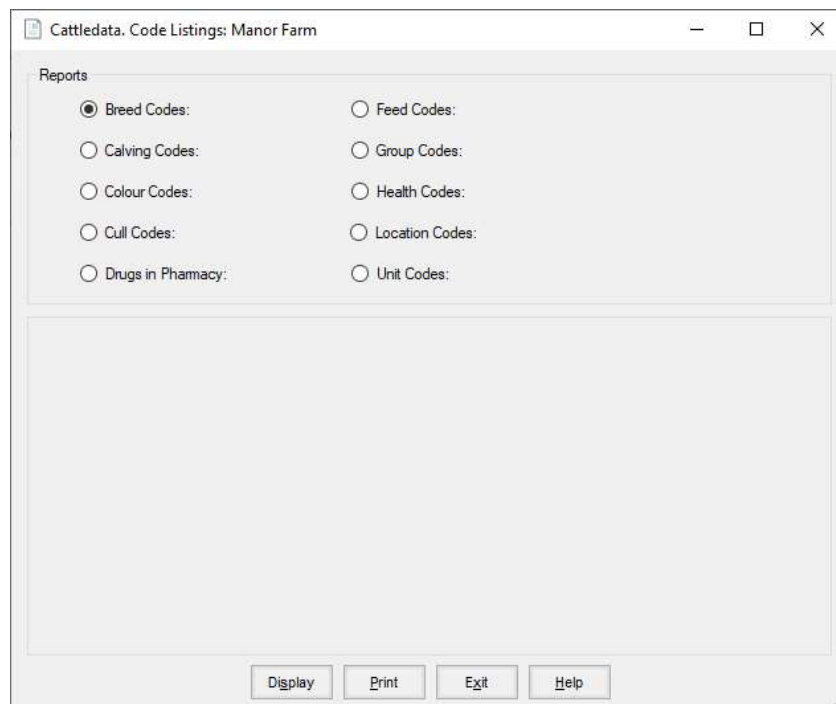 Cattledata. Code Listings: Manor Farm
Reports
Breed Codes:
Feed Codes:
Calving Codes:
Group Codes:
Colour Codes:
Health Codes:
Cull Codes:
Location Codes:
Drugs in Pharmacy:
Unit Codes:
Display Print Exit Help